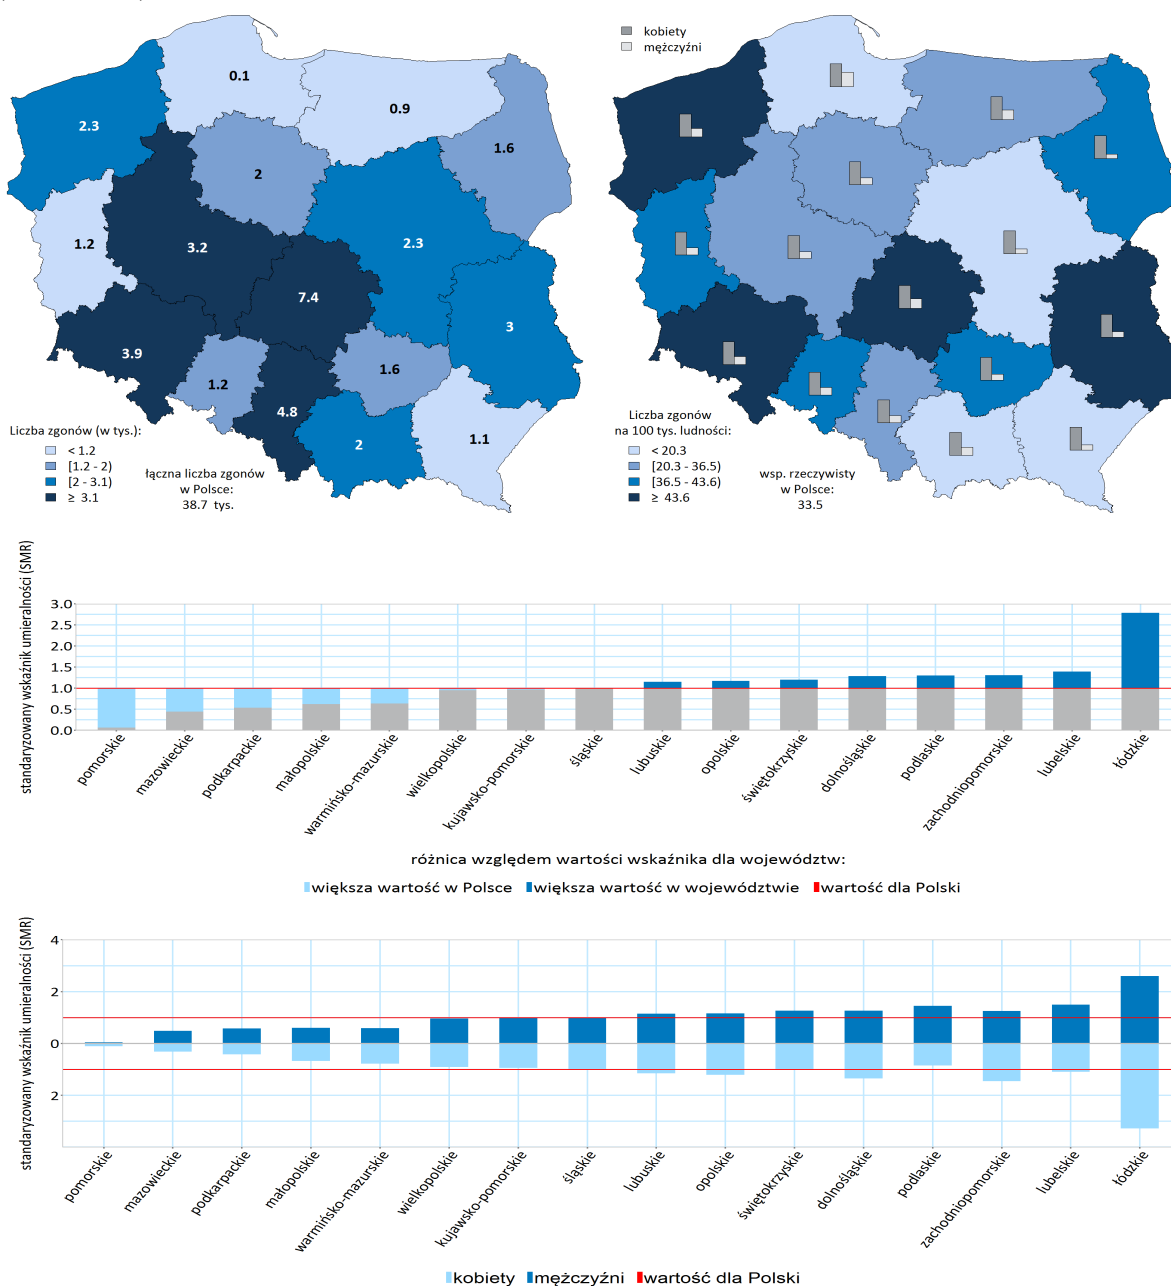 0.1
0.9
2.3
1.6
2
1.2
3.2
2.3
7.4
3
3.9
1.6
1.2
4.8
1.1
2
Liczba zgonów (w tys.):
< 1.2
[1.2 - 2)
[2 - 3.1)
≥ 3.1
łączna liczba zgonów
w Polsce:
38.7 tys.
kobiety
mężczyźni
Liczba zgonów
na 100 tys. ludności:
< 20.3
[20.3 - 36.5)
[36.5 - 43.6)
≥ 43.6
wsp. rzeczywisty
w Polsce:
33.5
standaryzowany wskaźnik umieralności (SMR)
3.0
2.5
2.0
1.5
1.0
0.5
0.0
pomorskie
mazowieckie
podkarpackie
małopolskie
warmińsko-mazurskie
wielkopolskie
kujawsko-pomorskie
śląskie
lubuskie
opolskie
świętokrzyskie
dolnośląskie
podlaskie
zachodniopomorskie
lubelskie
łódzkie
różnica względem wartości wskaźnika dla województw:
większa wartość w Polsce większa wartość w województwie wartość dla Polski
standaryzowany wskaźnik umieralności (SMR)
4
2
0
2
pomorskie
mazowieckie
podkarpackie
małopolskie
warmińsko-mazurskie
wielkopolskie
kujawsko-pomorskie
śląskie
lubuskie
opolskie
świętokrzyskie
dolnośląskie
podlaskie
zachodniopomorskie
lubelskie
łódzkie
kobiety mężczyźni wartość dla Polski